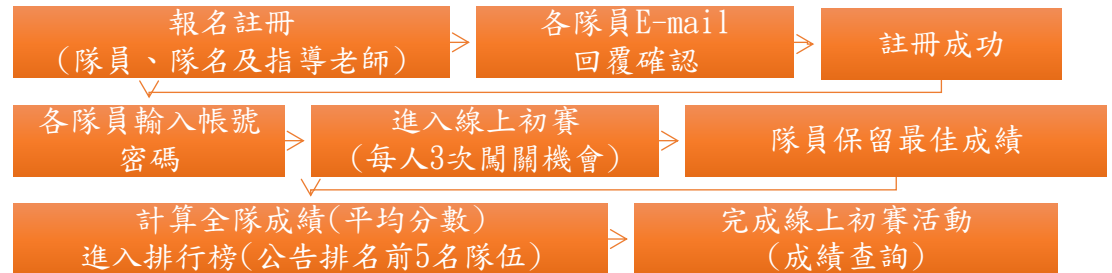 報名註冊
(隊員、隊名及指導老師)
各隊員E-mail
回覆確認
註冊成功
各隊員輸入帳號
密碼
進入線上初賽
(每人3次闖關機會)
隊員保留最佳成績
計算全隊成績(平均分數)
進入排行榜(公告排名前5名隊伍)
完成線上初賽活動
(成績查詢)